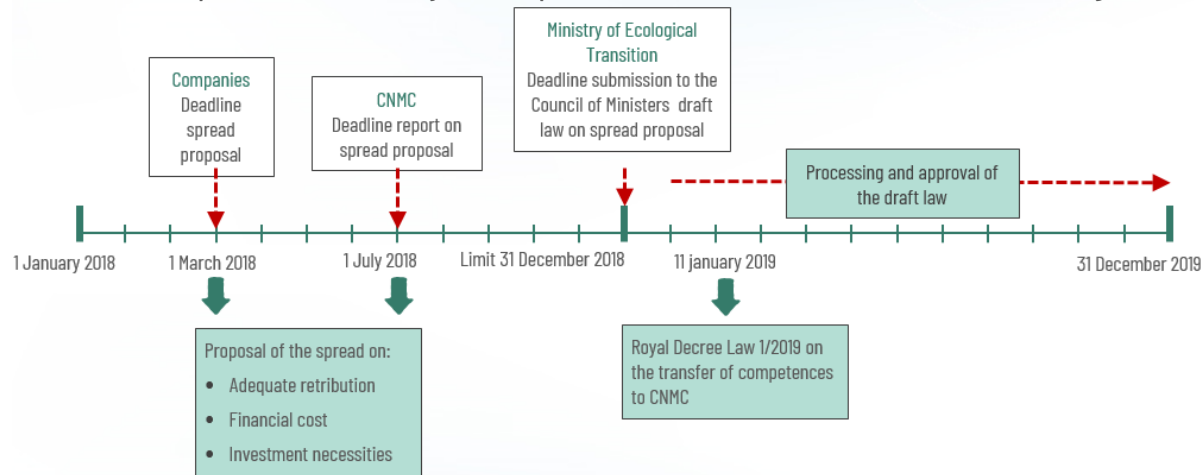 Ministry of Ecological
Transition
Deadline submission to the
Council of Ministers draft
law on spread proposal
Companies
Deadline
spread
proposal
CNMC
Deadline report on
spread proposal
Processing and approval of
the draft law
1 January 2018
1 March 2018
1 July 2018
Limit 31 December 2018
11 january 2019
31 December 2019
Proposal of the spread on:
• Adequate retribution
• Financial cost
• Investment necessities
Royal Decree Law 1/2019 on
the transfer of competences
to CNMC